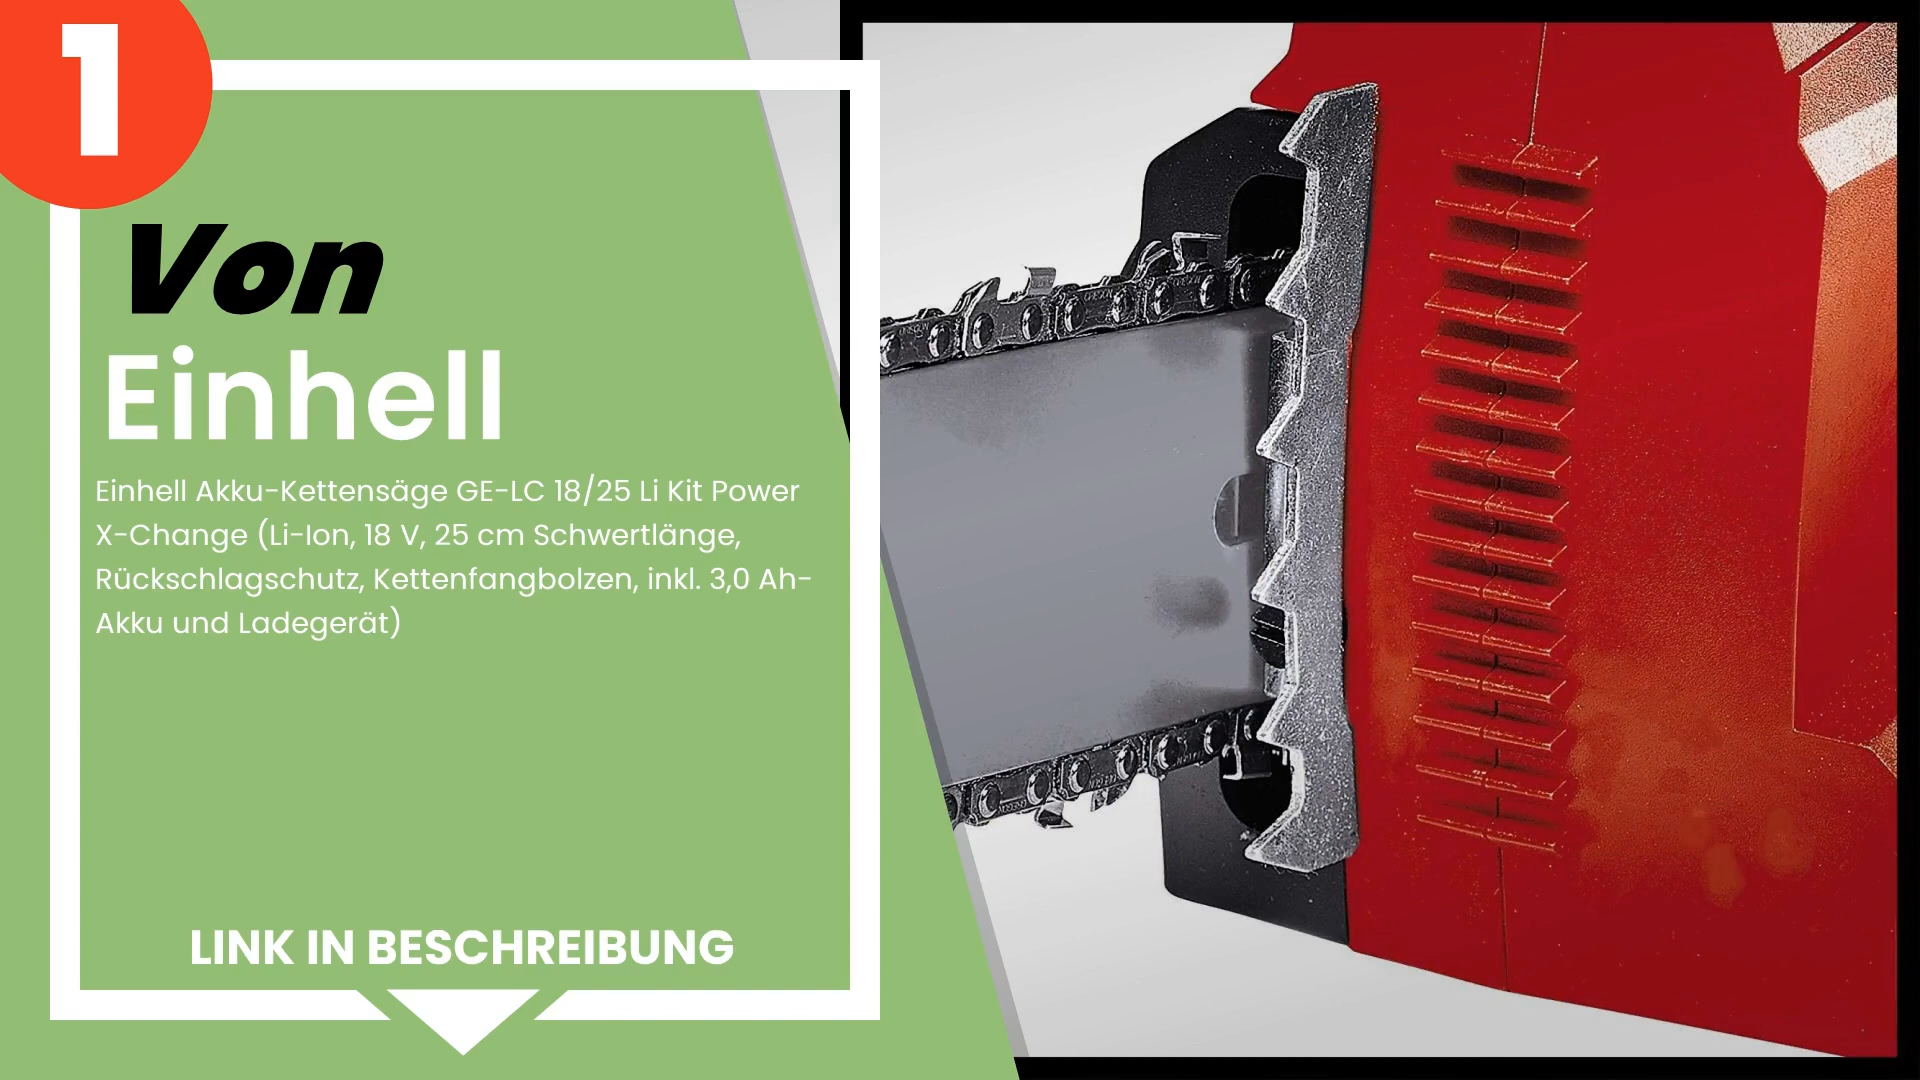 1
Von
Einhell
Einhell Akku-Kettensäge GE-LC 18/25 Li Kit Power
X-Change (Li-Ion, 18 V, 25 cm Schwertlänge,
Rückschlagschutz, Kettenfangbolzen, inkl. 3,0 Ah-
Akku und Ladegerät)
LINK IN BESCHREIBUNG